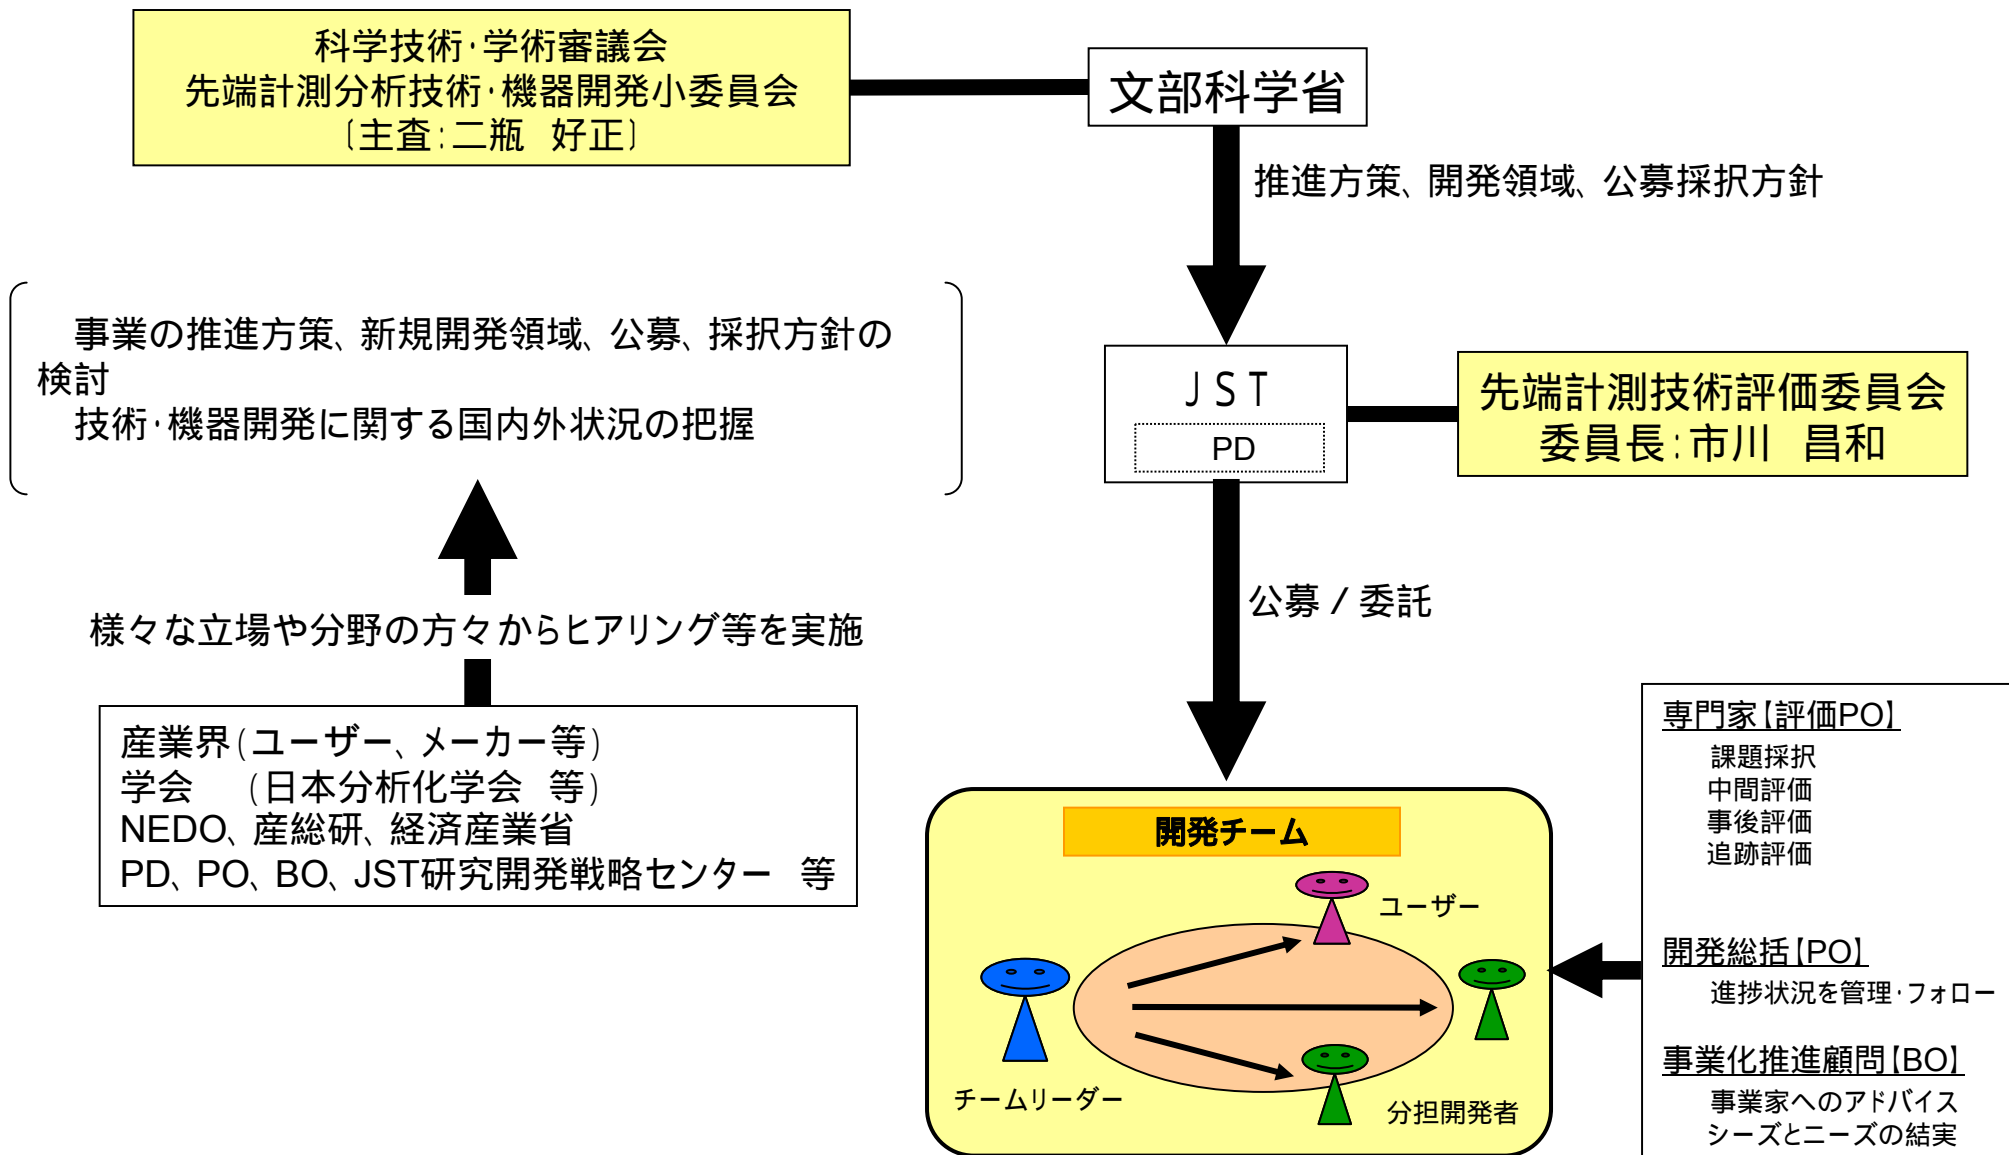 科学技術・学術審議会
先端計測分析技術・機器開発小委員会
〔主査：二瓶　好正〕
文部科学省
推進方策、開発領域、公募採択方針
事業の推進方策、新規開発領域、公募、採択方針の
検討
技術・機器開発に関する国内外状況の把握
ＪＳＴ
PD
先端計測技術評価委員会
委員長：市川　昌和
様々な立場や分野の方々からヒアリング等を実施
公募／委託
産業界（ユーザー、メーカー等）
学会　（日本分析化学会　等）
NEDO、産総研、経済産業省
PD、PO、BO、JST研究開発戦略センター　等
開発チーム
ユーザー
チームリーダー
分担開発者
専門家【評価PO】
課題採択
中間評価
事後評価
追跡評価
開発総括【PO】
進捗状況を管理・フォロー
事業化推進顧問【BO】
事業家へのアドバイス
シーズとニーズの結実